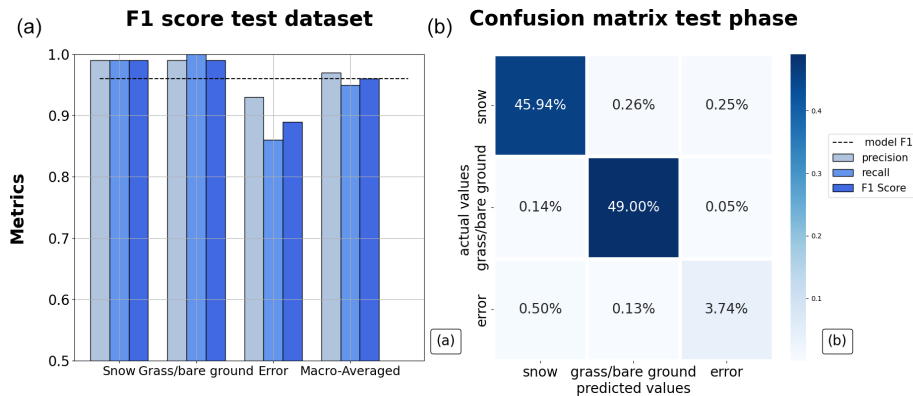 (a)
F1 score test dataset
Metrics
1.0
0.9
0.8
0.7
0.6
0.5
Snow
Grass/bare ground
Error
Macro-Averaged
(a)
(b)
Confusion matrix test phase
actual values
snow
grass/bare ground
error
45.94% 0.26% 0.25%
0.14% 49.00% 0.05%
0.50% 0.13% 3.74%
snow grass/bare ground error
predicted values
0.4
0.3
0.2
0.1
(b)
model F1
precision
recall
F1 Score